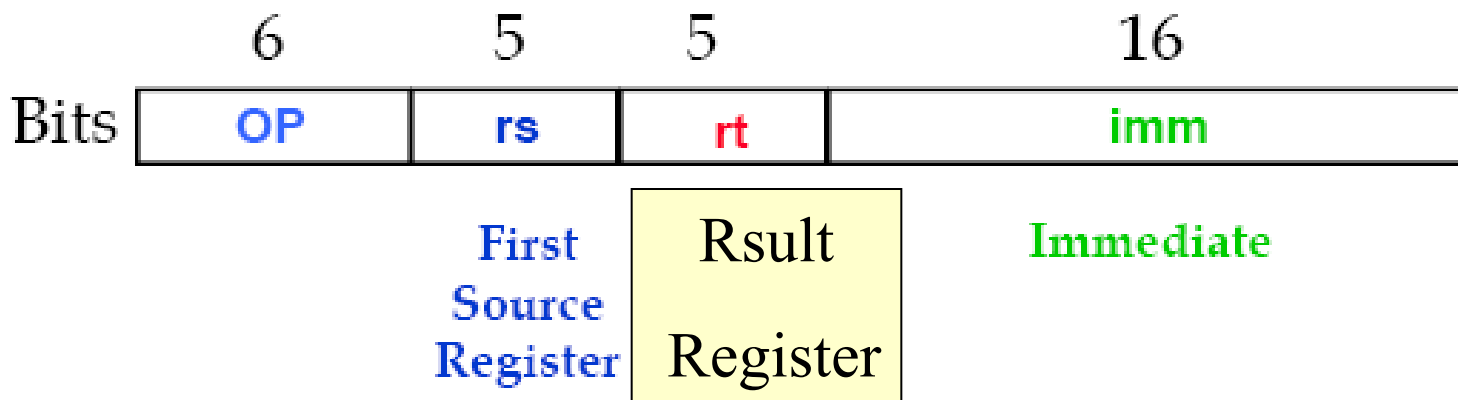 6 5 5 16
Bits OP rs rt imm
First
Source
Register
Rsult
Register
Immediate